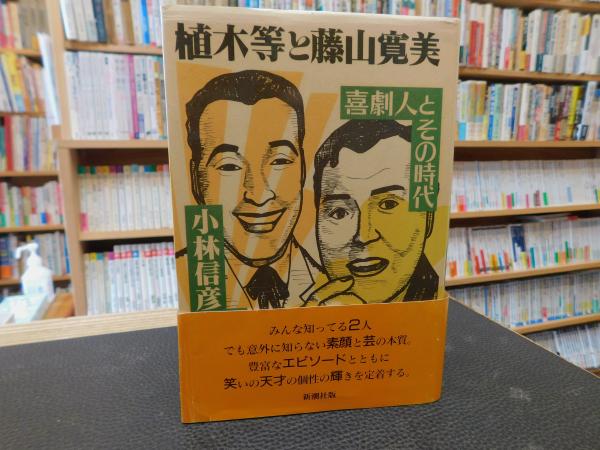 植木等と藤山寛美
喜劇人とその時代
小林信彦
みんな知ってる2人
でも意外に知らない素顔と芸の本質。
豊富なエピソードとともに
笑いの天才の個性の輝きを定着する。
新潮社版